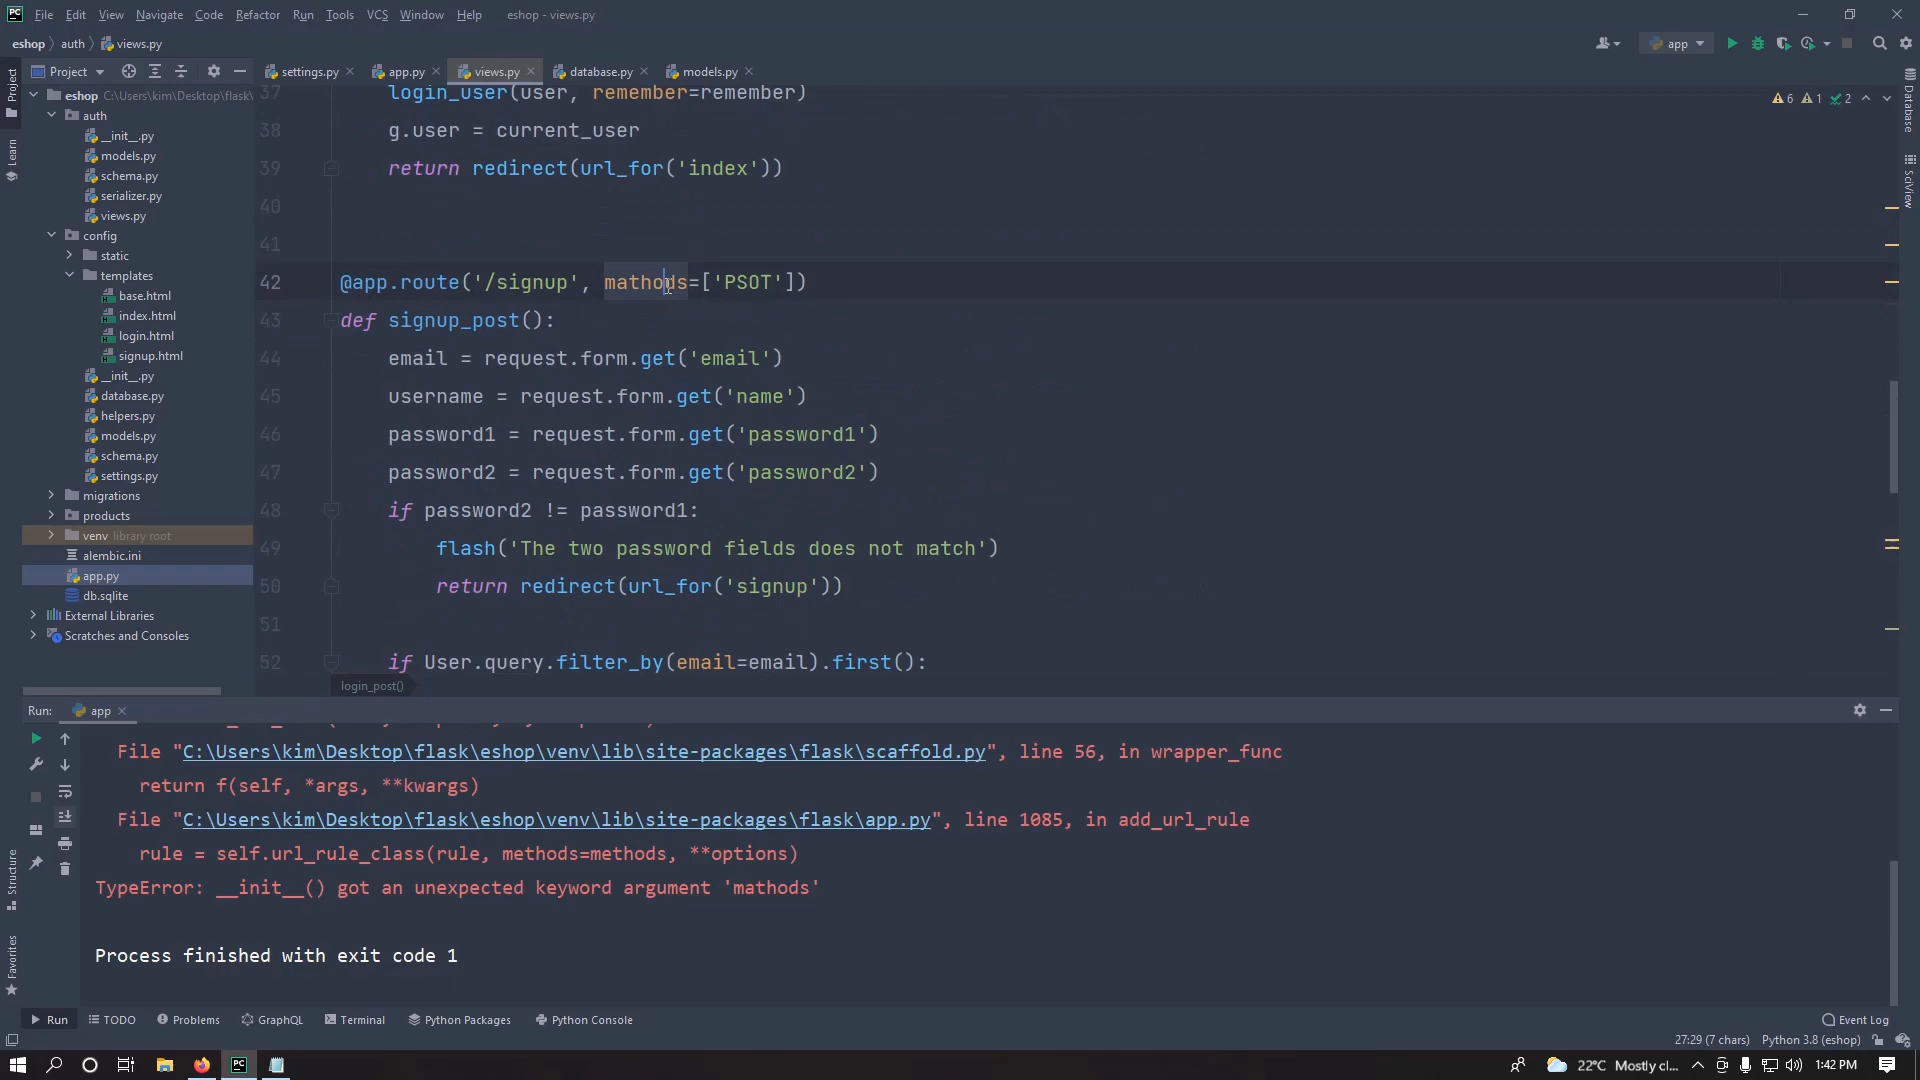 File Edit View Navigate Code Refactor Run Tools VCS Window Help eshop - views.py
eshop auth views.py app
Project settings.py app.py views.py database.py models.py
eshop C:\Users\kim\Desktop\flask\
auth
__init__.py
models.py
schema.py
serializer.py
views.py
config
static
templates
base.html
index.html
login.html
signup.html
__init__.py
database.py
helpers.py
models.py
schema.py
settings.py
migrations
products
venv library root
alembic.ini
app.py
db.sqlite
External Libraries
Scratches and Consoles
Project
Learn
Structure
Favorites
Database
SciView
6 1 2
37 login_user(user, remember=remember)
38 g.user = current_user
39 return redirect(url_for('index'))
40
41
42 @app.route('/signup', mathods=['PSOT'])
43 def signup_post():
44 email = request.form.get('email')
45 username = request.form.get('name')
46 password1 = request.form.get('password1')
47 password2 = request.form.get('password2')
48 if password2 != password1:
49 flash('The two password fields does not match')
50 return redirect(url_for('signup'))
51
52 if User.query.filter_by(email=email).first():
login_post()
Run: app
File "C:\Users\kim\Desktop\flask\eshop\venv\lib\site-packages\flask\scaffold.py", line 56, in wrapper_func
return f(self, *args, **kwargs)
File "C:\Users\kim\Desktop\flask\eshop\venv\lib\site-packages\flask\app.py", line 1085, in add_url_rule
rule = self.url_rule_class(rule, methods=methods, **options)
TypeError: __init__() got an unexpected keyword argument 'mathods'
Process finished with exit code 1
Run TODO Problems GraphQL Terminal Python Packages Python Console Event Log
27:29 (7 chars) Python 3.8 (eshop)
22°C Mostly cl... 1:42 PM